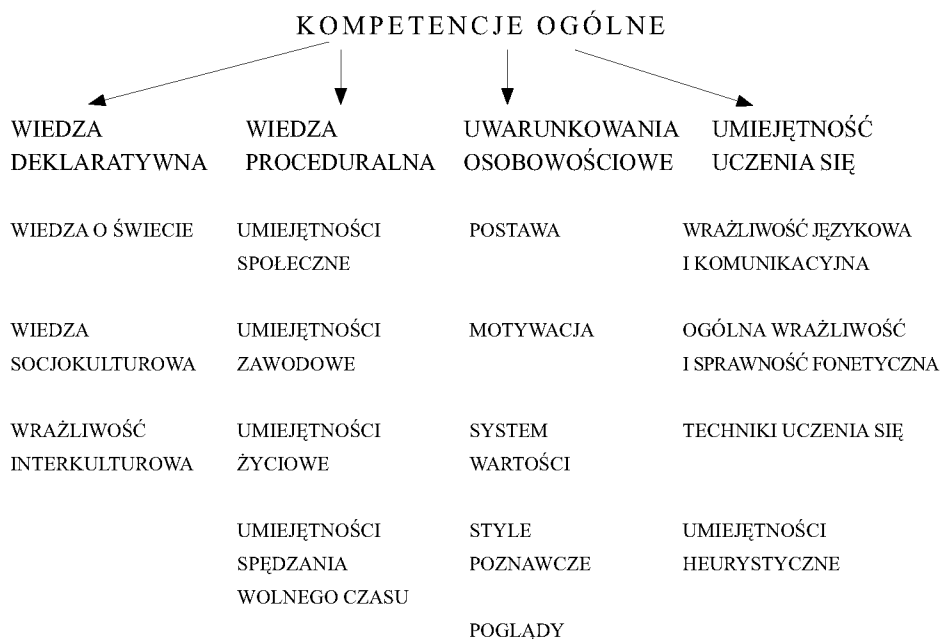 KOMPETENCJE OGÓLNE
WIEDZA
DEKLARATYWNA
WIEDZA
PROCEDURALNA
UWARUNKOWANIA
OSOBOWOŚCIOWE
UMIEJĘTNOŚĆ
UCZENIA SIĘ
WIEDZA O ŚWIECIE
UMIEJĘTNOŚCI
SPOŁECZNE
POSTAWA
WRAŻLIWOŚĆ JĘZYKOWA
I KOMUNIKACYJNA
WIEDZA
SOCJOKULTUROWA
UMIEJĘTNOŚCI
ZAWODOWE
MOTYWACJA
OGÓLNA WRAŻLIWOŚĆ
I SPRAWNOŚĆ FONETYCZNA
WRAŻLIWOŚĆ
INTERKULTUROWA
UMIEJĘTNOŚCI
ŻYCIOWE
SYSTEM
WARTOŚCI
TECHNIKI UCZENIA SIĘ
UMIEJĘTNOŚCI
SPĘDZANIA
WOLNEGO CZASU
STYLE
POZNAWCZE
UMIEJĘTNOŚCI
HEURYSTYCZNE
POGLĄDY